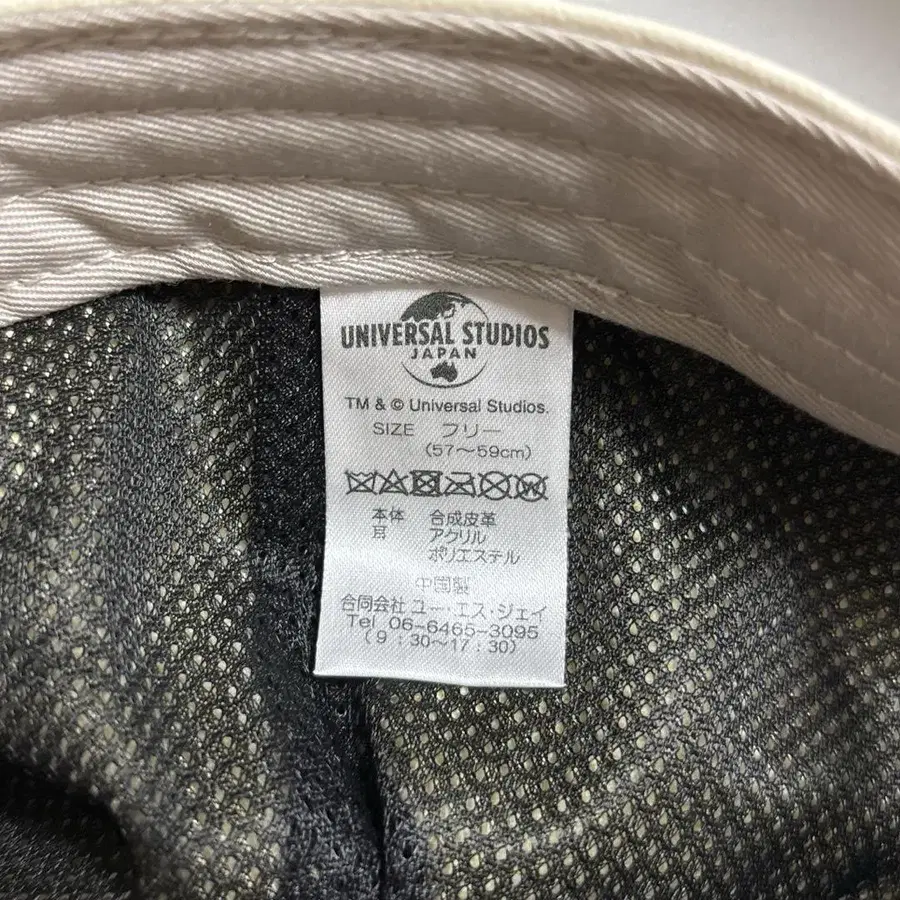 UNIVERSAL STUDIOS
JAPAN
TM & © Universal Studios.
SIZE フリー
(57〜59cm)
本体 合成皮革
耳 アクリル
ポリエステル
中国製
合同会社 ユー・エス・ジェイ
Tel 06-6465-3095
(9:30〜17:30)